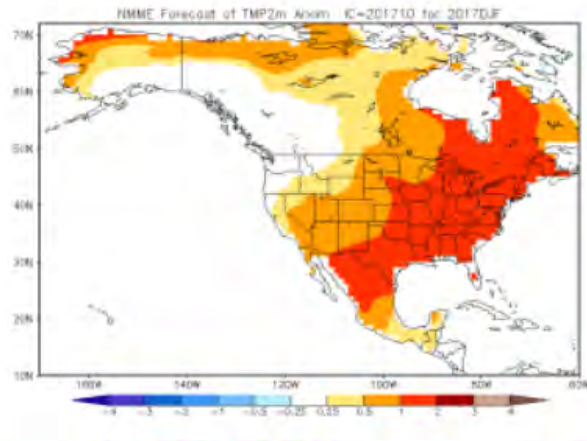 NMME Forecast of TMP2m Anom IC=201710 for 2017DJF
70N
60N
50N
40N
30N
20N
10N
160W 140W 120W 100W 80W 60W
-4 -3 -2 -1 -0.5 -0.25 0.25 0.5 1 2 3 4